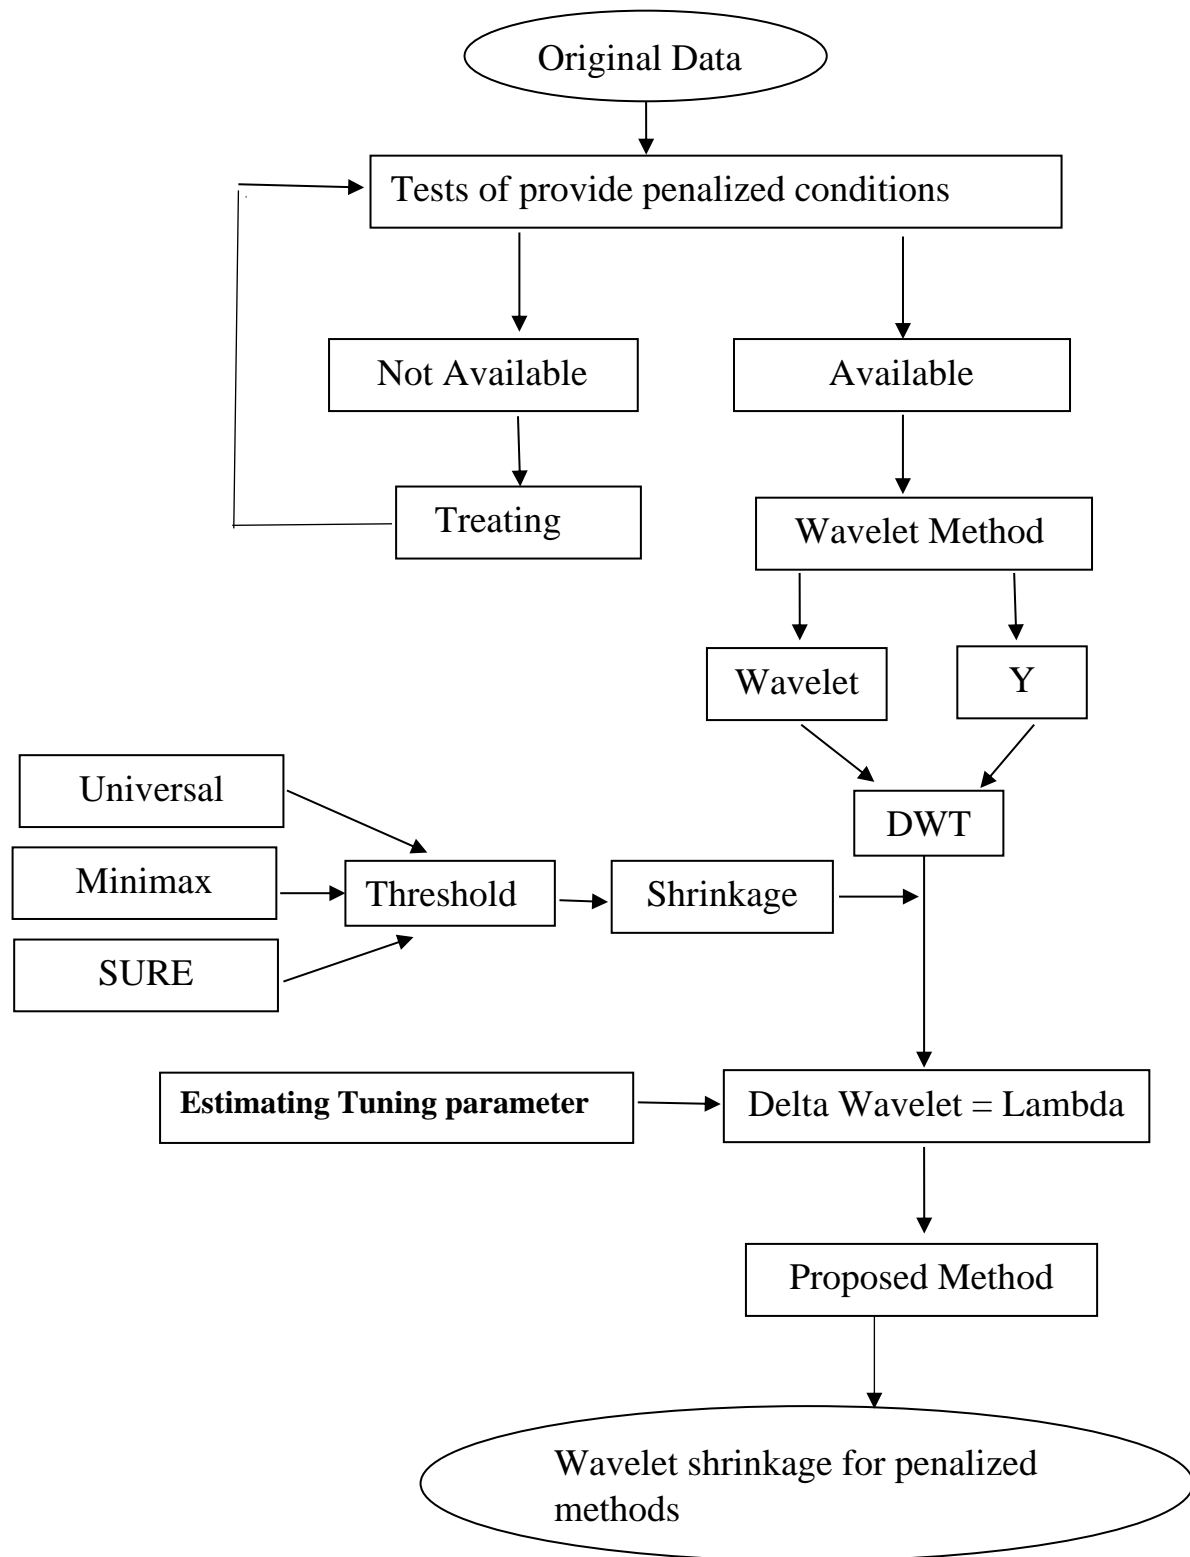 Original Data
Tests of provide penalized conditions
Not Available
Available
Treating
Wavelet Method
Wavelet
Y
Universal
DWT
Minimax
Threshold
Shrinkage
SURE
Estimating Tuning parameter
Delta Wavelet = Lambda
Proposed Method
Wavelet shrinkage for penalized
methods